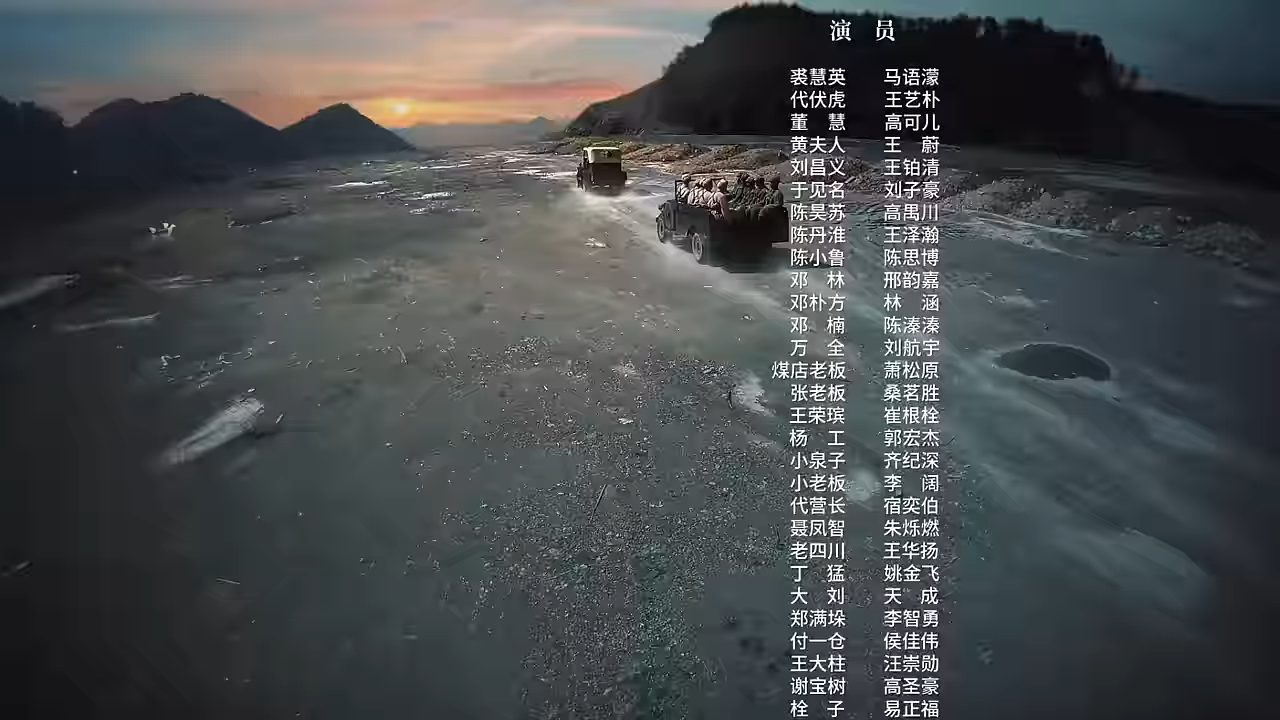 演 员
裘慧英 马语濛
代伏虎 王艺朴
董 慧 高可儿
黄夫人 王 蔚
刘昌义 王铂清
于见名 刘子豪
陈昊苏 高禺川
陈丹淮 王泽瀚
陈小鲁 陈思博
邓 林 邢韵嘉
邓朴方 林 涵
邓 楠 陈溱溱
万 全 刘航宇
煤店老板 萧松原
张老板 桑茗胜
王荣瑸 崔根栓
杨 工 郭宏杰
小泉子 齐纪深
小老板 李 阔
代营长 宿奕伯
聂凤智 朱烁燃
老四川 王华扬
丁 猛 姚金飞
大 刘 天 成
郑满垛 李智勇
付一仓 侯佳伟
王大柱 汪崇勋
谢宝树 高圣豪
栓 子 易正福